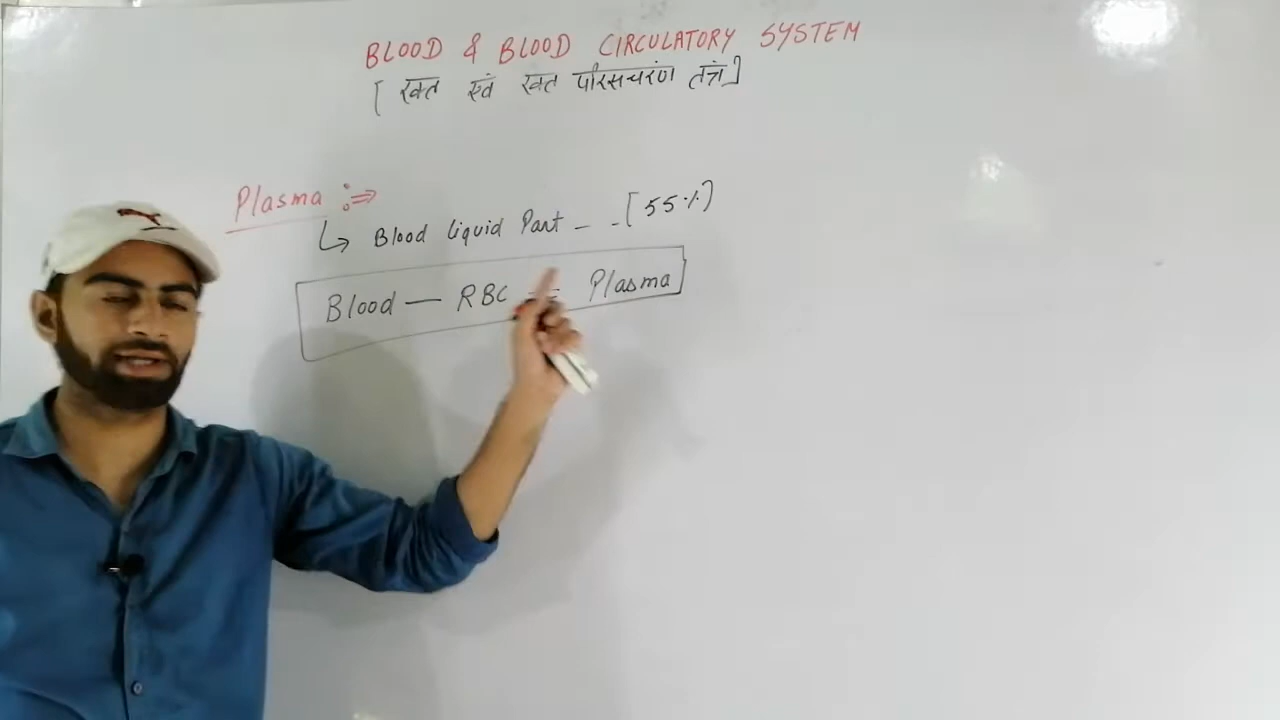 BLOOD & BLOOD CIRCULATORY SYSTEM
[ रक्त एवं रक्त परिसंचरण तंत्र ]
Plasma :⇒
↳ Blood liquid Part - - [55%]
Blood — RBC = Plasma